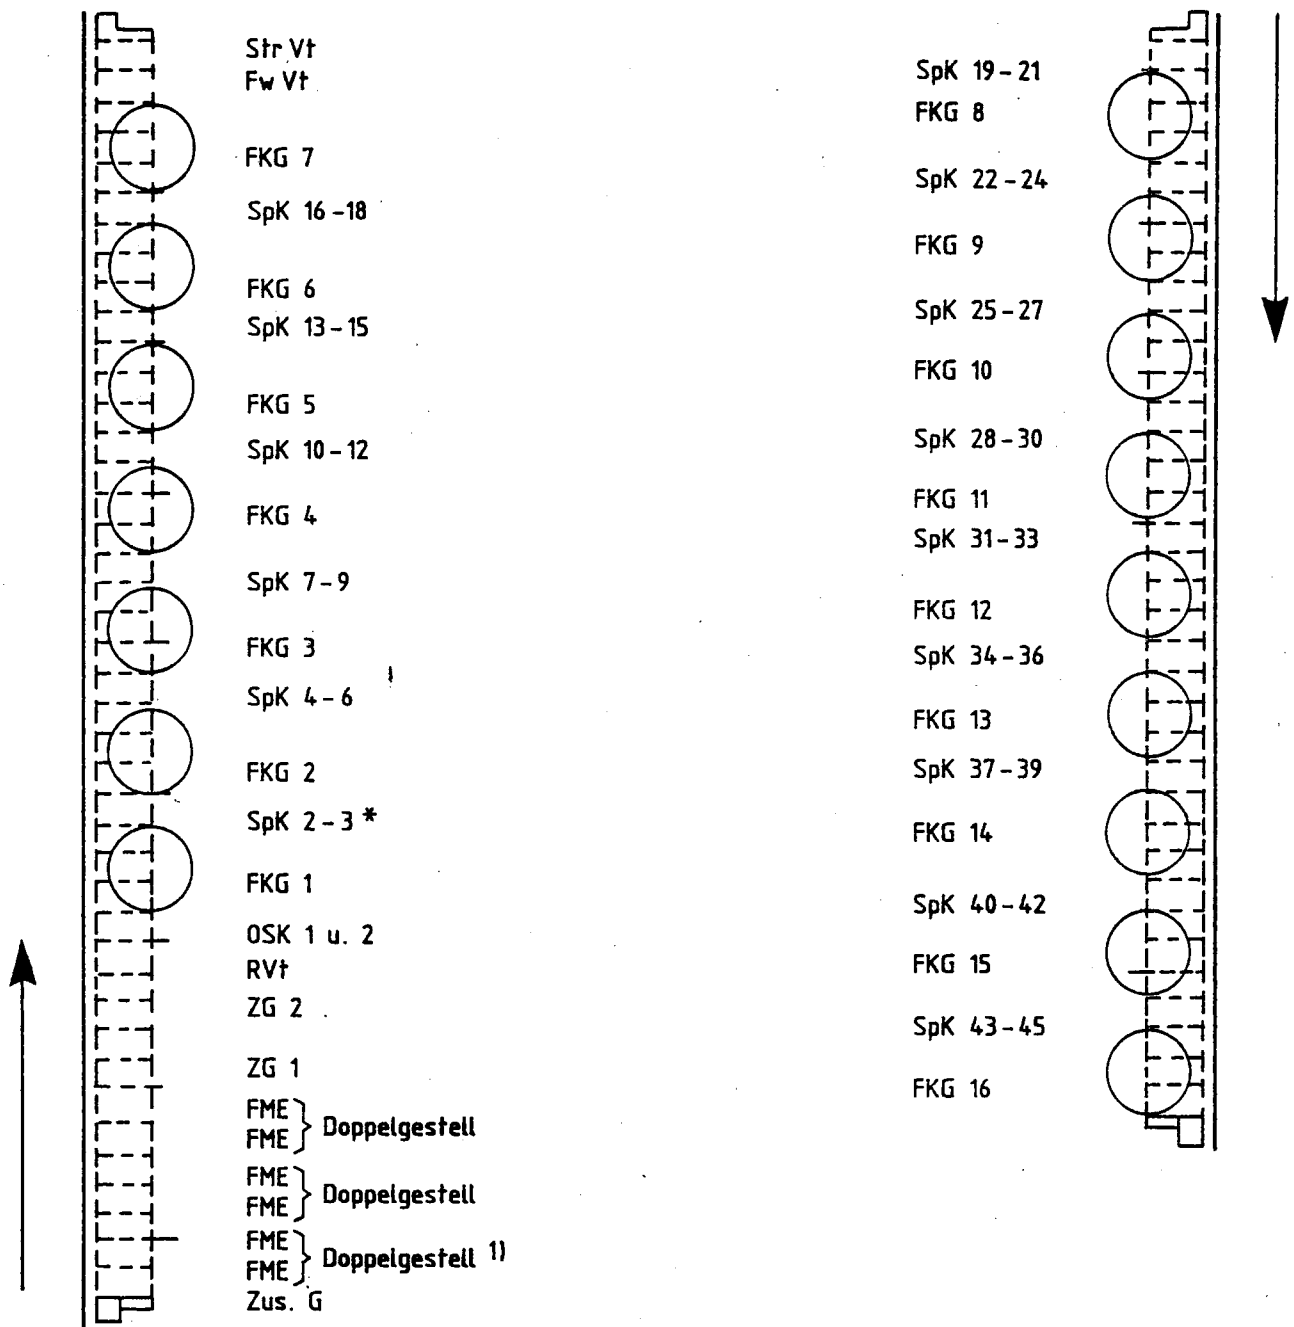 Str Vt
Fw Vt
FKG 7
SpK 16-18
FKG 6
SpK 13-15
FKG 5
SpK 10-12
FKG 4
SpK 7-9
FKG 3
SpK 4-6
FKG 2
SpK 2-3 *
FKG 1
OSK 1 u. 2
RVt
ZG 2
ZG 1
FME
FME
Doppelgestell
FME
FME
Doppelgestell
FME
FME
Doppelgestell 1)
Zus. G
SpK 19-21
FKG 8
SpK 22-24
FKG 9
SpK 25-27
FKG 10
SpK 28-30
FKG 11
SpK 31-33
FKG 12
SpK 34-36
FKG 13
SpK 37-39
FKG 14
SpK 40-42
FKG 15
SpK 43-45
FKG 16